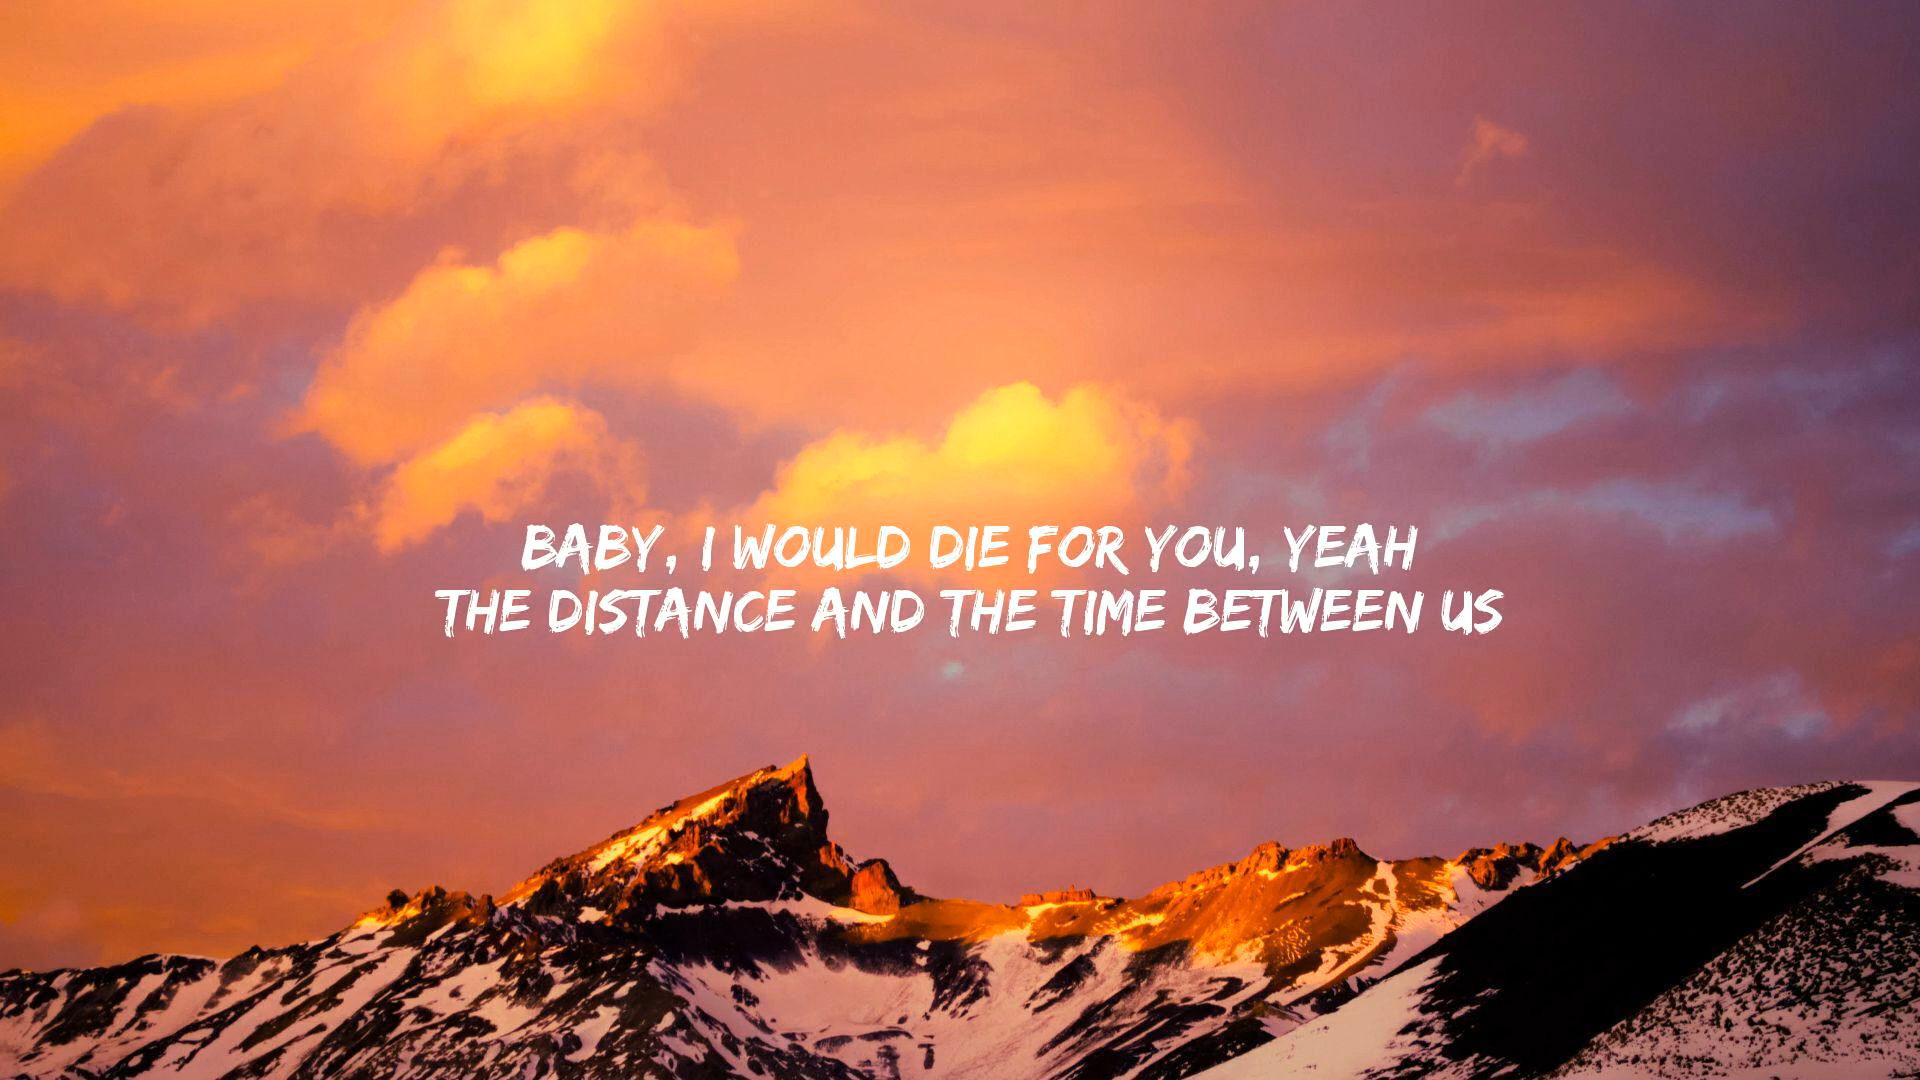 BABY, I WOULD DIE FOR YOU, YEAH
THE DISTANCE AND THE TIME BETWEEN US